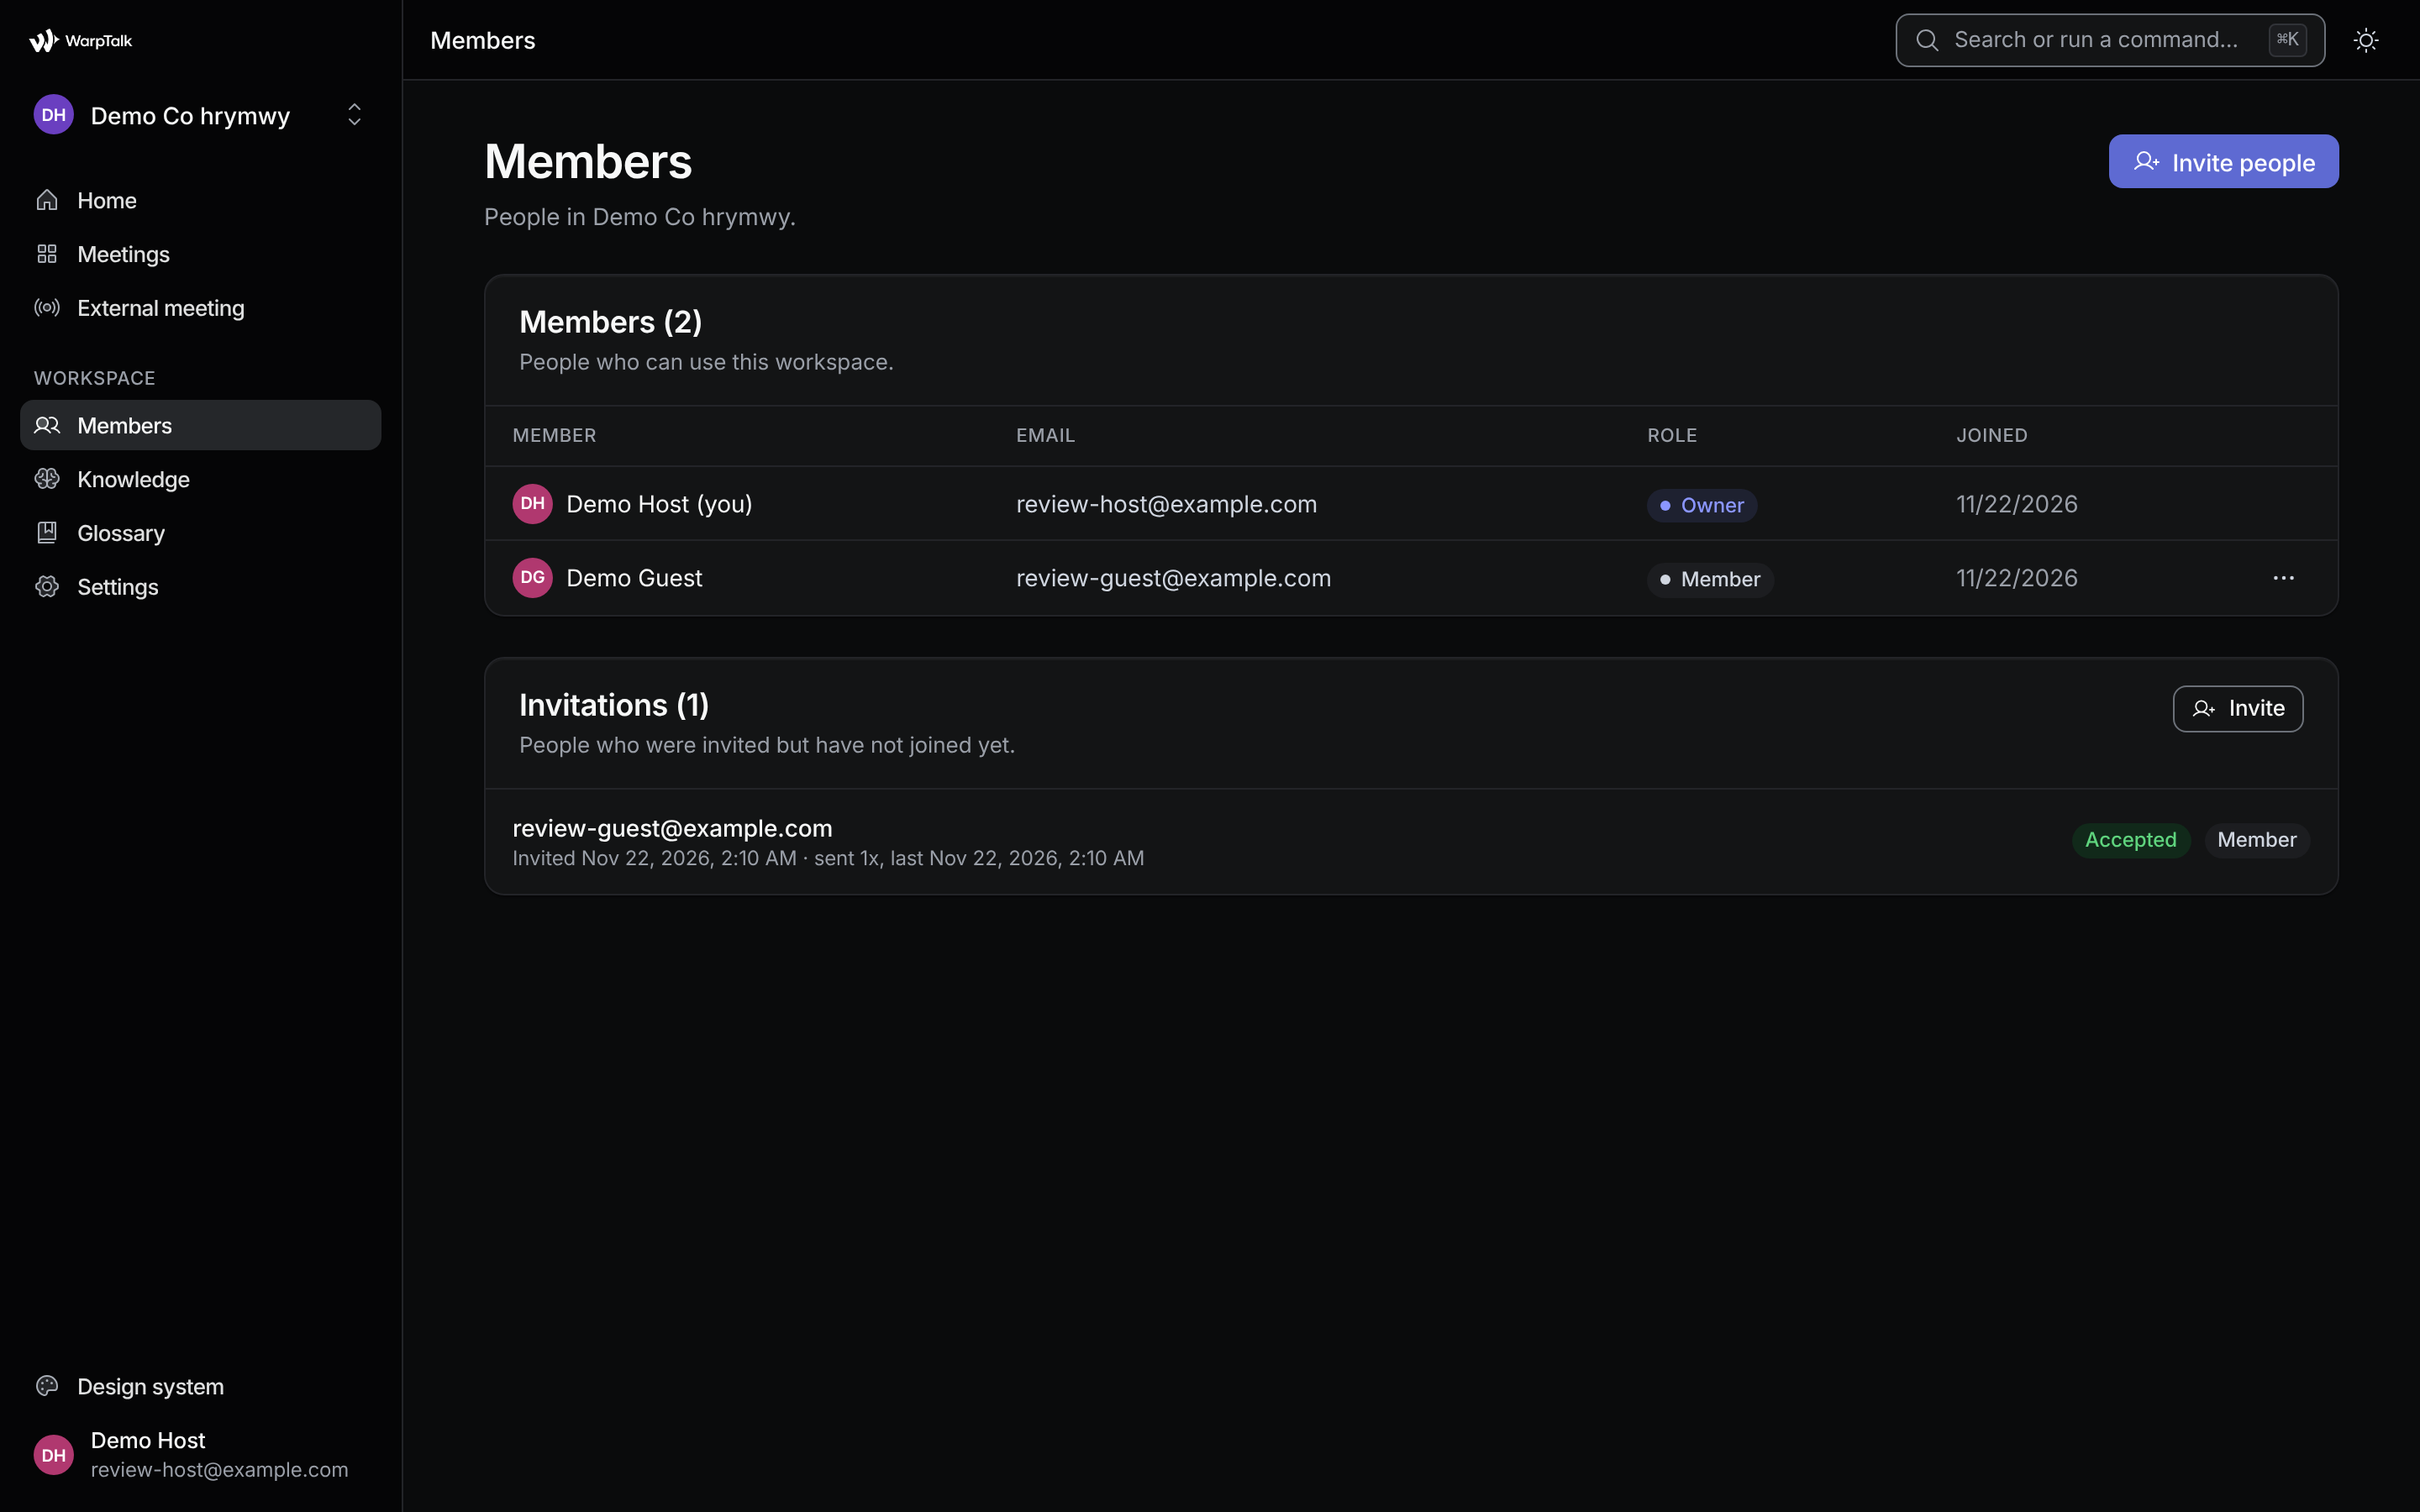 WarpTalk
Members
Search or run a command...
⌘K
DH
Demo Co hrymwy
Home
Meetings
External meeting
WORKSPACE
Members
Knowledge
Glossary
Settings
Design system
DH
Demo Host
review-host@example.com
Members
People in Demo Co hrymwy.
Invite people
Members (2)
People who can use this workspace.
MEMBER EMAIL ROLE JOINED
DH Demo Host (you) review-host@example.com Owner 11/22/2026
DG Demo Guest review-guest@example.com Member 11/22/2026
Invitations (1)
People who were invited but have not joined yet.
Invite
review-guest@example.com
Invited Nov 22, 2026, 2:10 AM · sent 1x, last Nov 22, 2026, 2:10 AM
Accepted Member